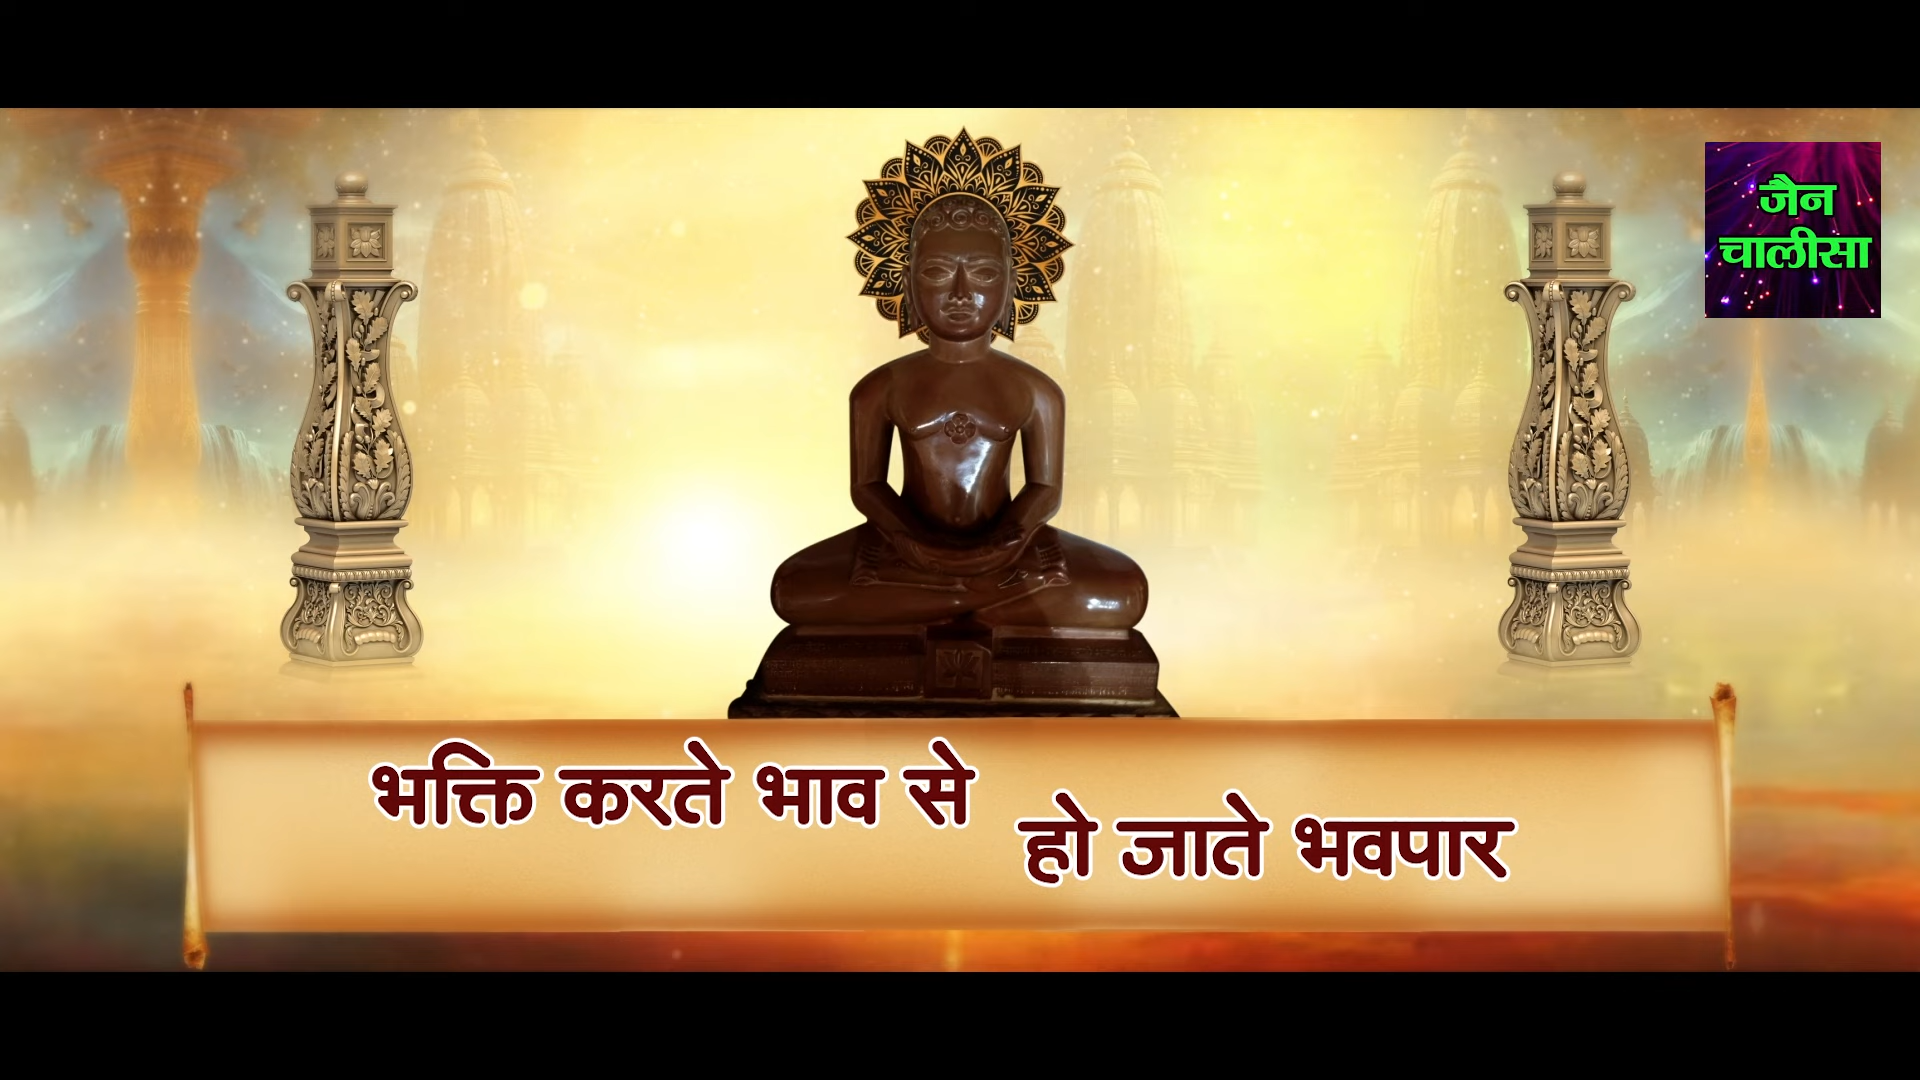 जैन
चालीसा
भक्ति करते भाव से
हो जाते भवपार